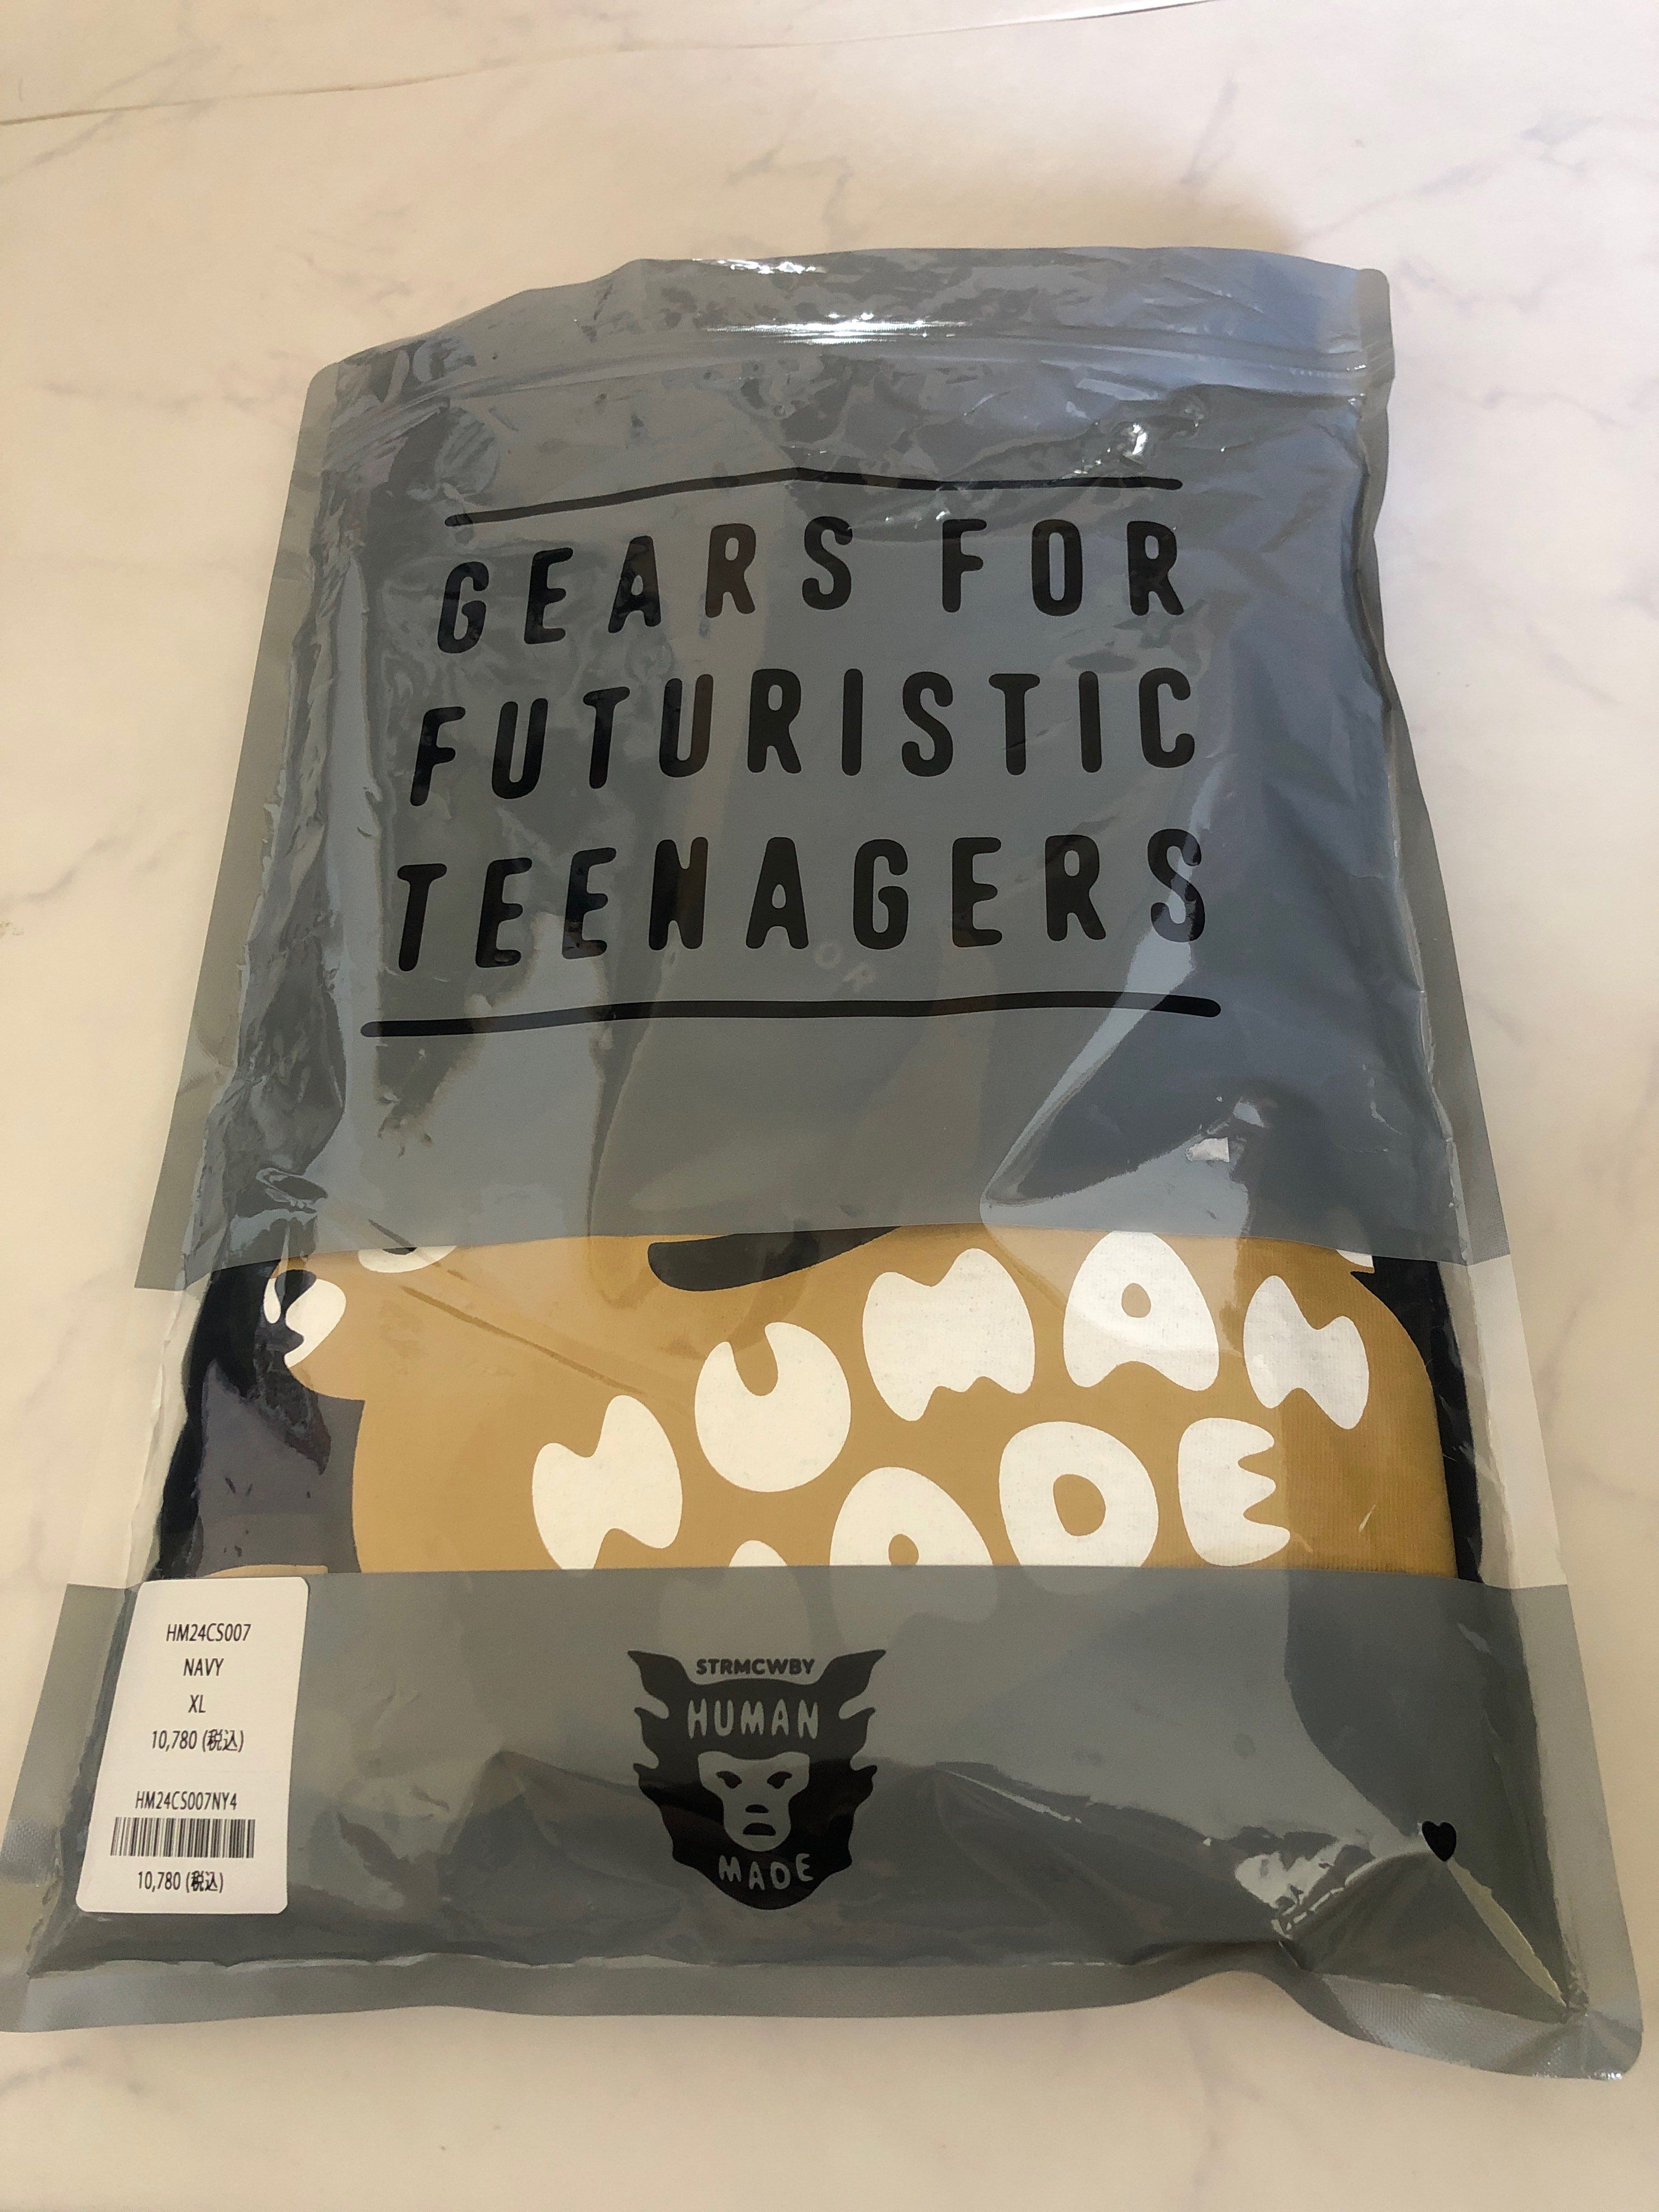 GEARS FOR
FUTURISTIC
TEENAGERS
HUMAN
MADE
HM24CS007
NAVY
XL
10,780 (税込)
HM24CS007NY4
10,780 (税込)
STRMCWBY
HUMAN
MADE